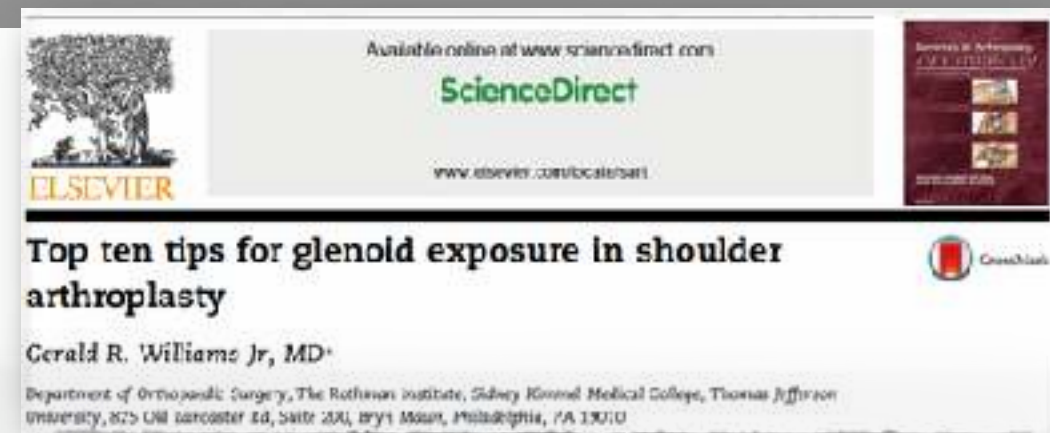 Available online at www.sciencedirect.com
ScienceDirect
www.elsevier.com/locate/sart
ELSEVIER
Top ten tips for glenoid exposure in shoulder
arthroplasty
CrossMark
Gerald R. Williams Jr, MD*
Department of Orthopaedic Surgery, The Rothman Institute, Sidney Kimmel Medical College, Thomas Jefferson
University, 825 Old Lancaster Rd, Suite 200, Bryn Mawr, Philadelphia, PA 19010